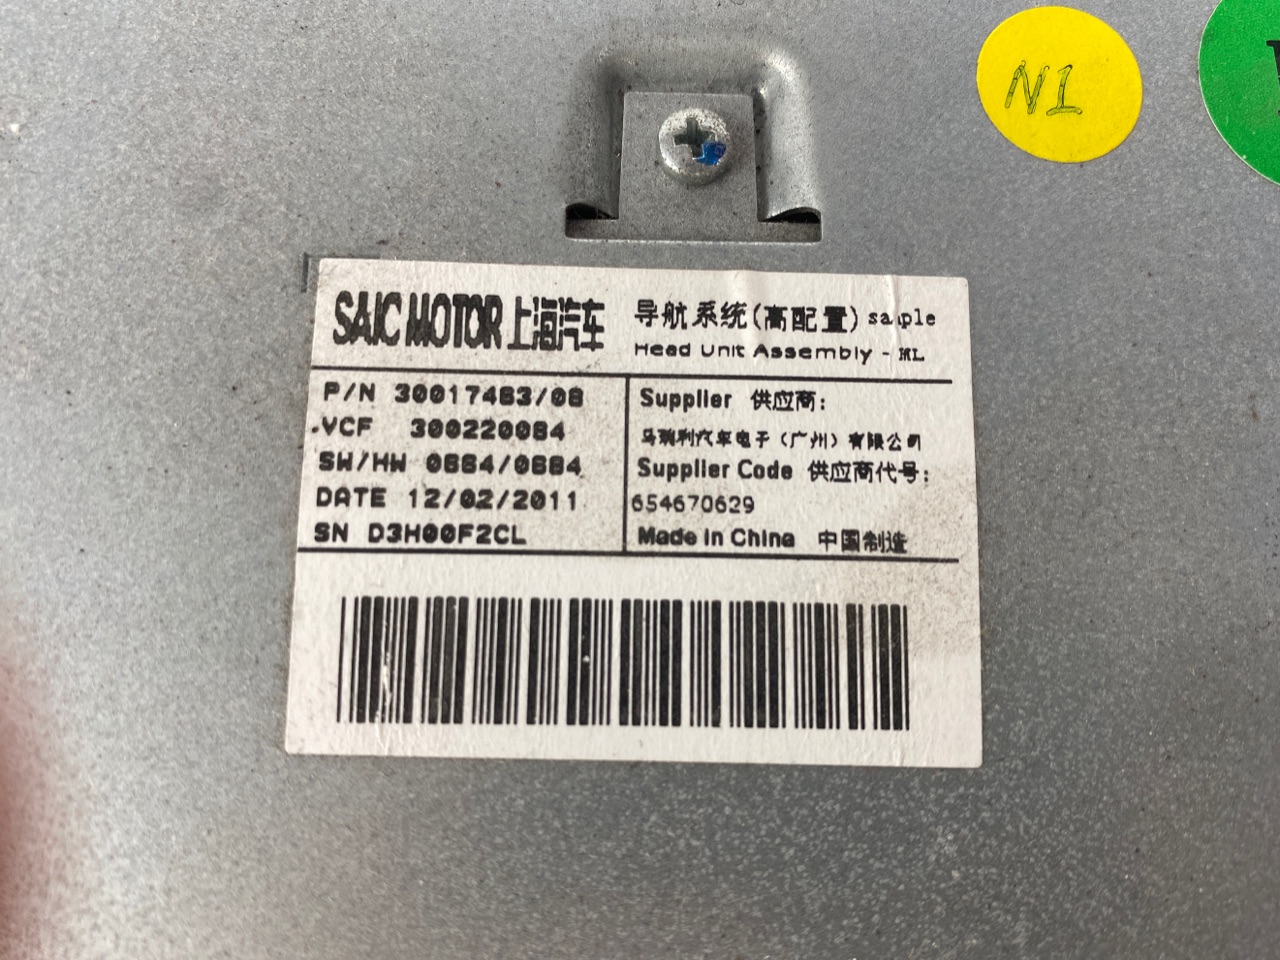 N1
SAIC MOTOR 上海汽车
导航系统(高配置) sample
Head Unit Assembly - ML
P/N 30017463/08
VCF 300220084
SW/HW 0684/0684
DATE 12/02/2011
SN D3H00F2CL
Supplier 供应商:
马瑞利汽车电子(广州)有限公司
Supplier Code 供应商代号:
654670629
Made in China 中国制造